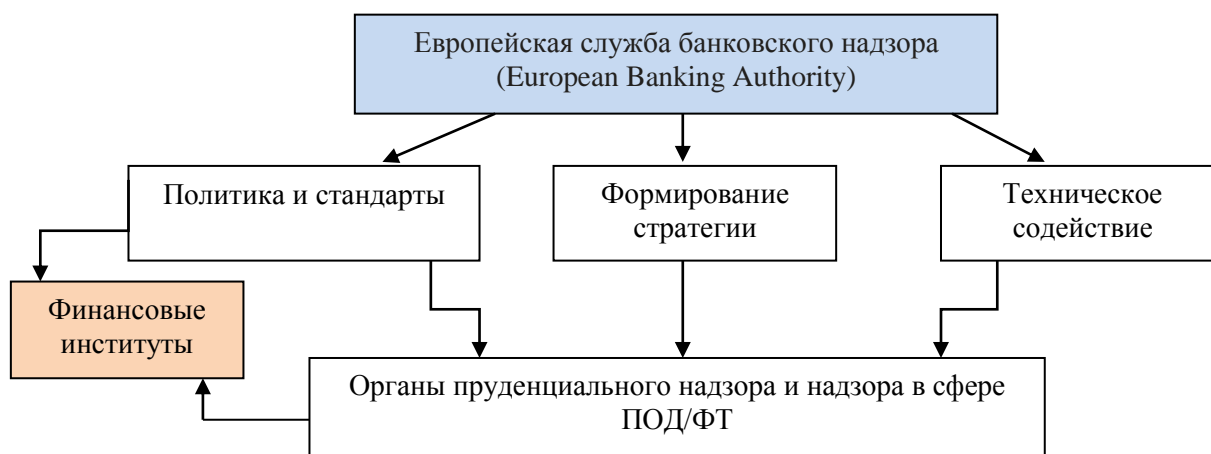 Европейская служба банковского надзора
(European Banking Authority)
Политика и стандарты
Формирование
стратегии
Техническое
содействие
Финансовые
институты
Органы пруденциального надзора и надзора в сфере
ПОД/ФТ